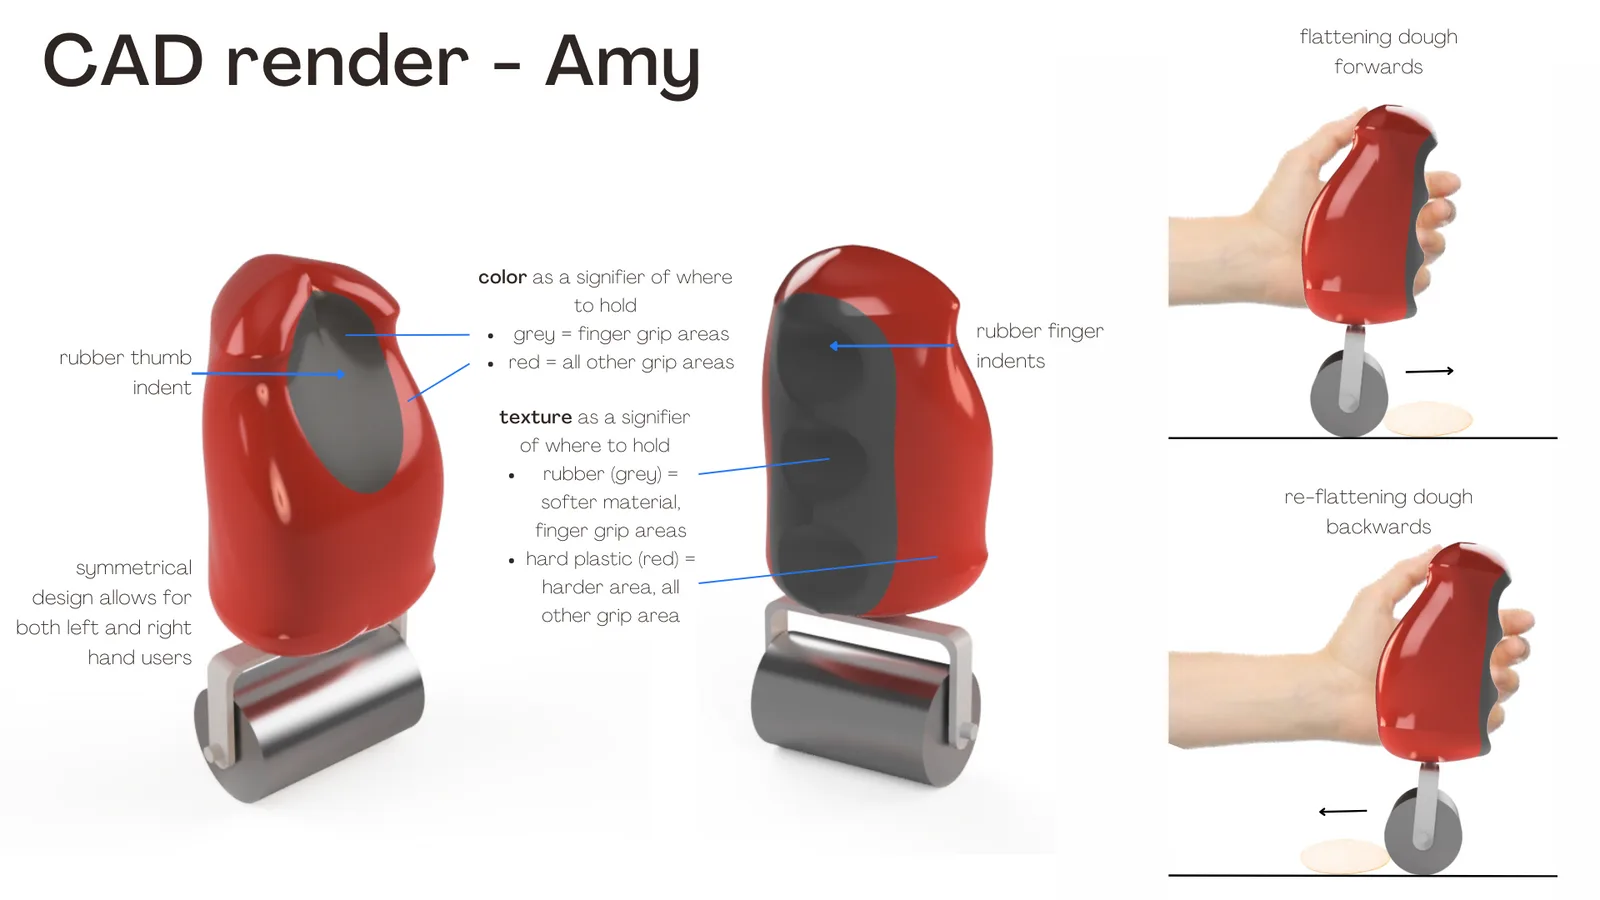 CAD render - Amy
rubber thumb
indent
symmetrical
design allows for
both left and right
hand users
color as a signifier of where
to hold
• grey = finger grip areas
• red = all other grip areas
texture as a signifier
of where to hold
• rubber (grey) =
softer material,
finger grip areas
• hard plastic (red) =
harder area, all
other grip area
rubber finger
indents
flattening dough
forwards
re-flattening dough
backwards